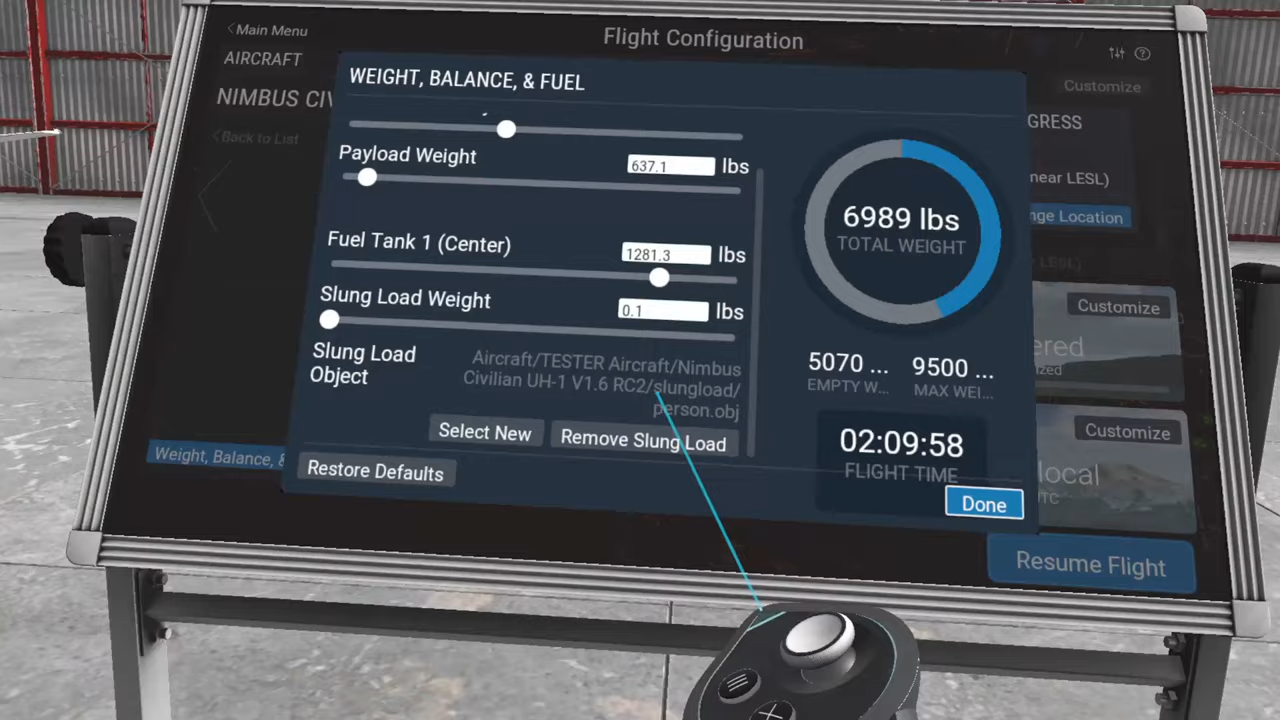 Main Menu
Flight Configuration
AIRCRAFT
Customize
WEIGHT, BALANCE, & FUEL
NIMBUS CIV
GRESS
Back to List
Payload Weight
637.1
lbs
near LESL)
6989 lbs
TOTAL WEIGHT
nge Location
Fuel Tank 1 (Center)
1281.3
lbs
LESL)
Slung Load Weight
0.1
lbs
Customize
ered
Slung Load
Object
Aircraft/TESTER Aircraft/Nimbus
Civilian UH-1 V1.6 RC2/slungload/
person.obj
5070 ...
9500 ...
EMPTY W...
MAX WEI...
Select New
Remove Slung Load
02:09:58
FLIGHT TIME
Customize
local
UTC
Weight, Balance, &
Restore Defaults
Done
Resume Flight